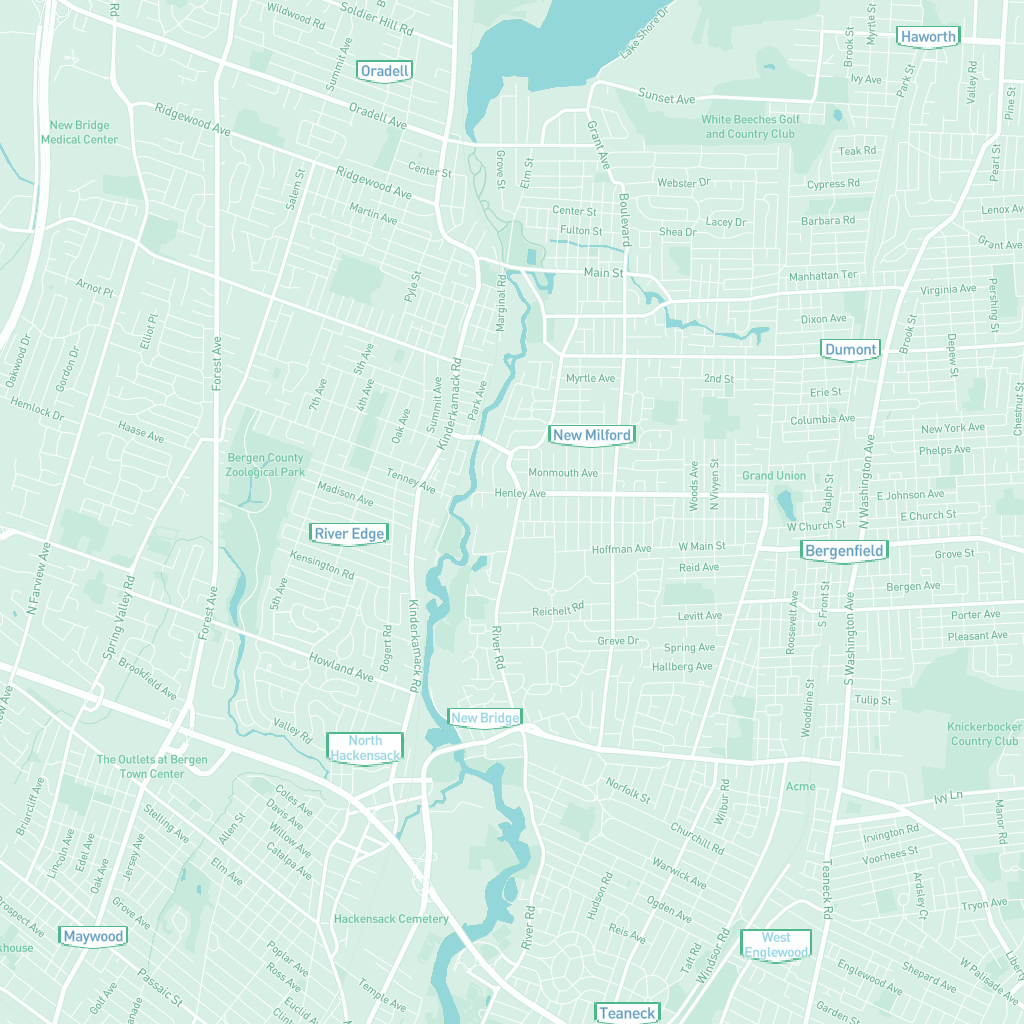 Wildwood Rd
Soldier Hill Rd
Summit Ave
Oradell
Lake Shore Dr
Haworth
Brook St
Myrtle St
Ivy Ave
Park St
Valley Rd
Pine St
Rd
New Bridge
Medical Center
Ridgewood Ave
Oradell Ave
Sunset Ave
White Beeches Golf
and Country Club
Grant Ave
Teak Rd
Pearl St
Center St
Grove St
Elm St
Salem St
Ridgewood Ave
Webster Dr
Cypress Rd
Martin Ave
Center St
Fulton St
Boulevard
Lacey Dr
Shea Dr
Barbara Rd
Lenox Ave
Grant Ave
Main St
Manhattan Ter
Virginia Ave
Pershing St
Arnot Pl
Pyle St
Marginal Rd
Dixon Ave
Brook St
Elliot Pl
Oakwood Dr
Gordon Dr
Forest Ave
5th Ave
Kinderkamack Rd
Dumont
Depew St
Myrtle Ave
2nd St
Erie St
Chestnut St
Hemlock Dr
7th Ave
4th Ave
Oak Ave
Summit Ave
Park Ave
Haase Ave
New Milford
Columbia Ave
New York Ave
Phelps Ave
N Washington Ave
Bergen County
Zoological Park
Tenney Ave
Monmouth Ave
Henley Ave
Woods Ave
N Vivyen St
Grand Union
Ralph St
E Johnson Ave
E Church St
Madison Ave
W Church St
River Edge
Hoffman Ave
W Main St
Bergenfield
Grove St
Kensington Rd
Reid Ave
N Farview Ave
Spring Valley Rd
Forest Ave
5th Ave
Kinderkamack Rd
Reichelt Rd
Levitt Ave
Roosevelt Ave
S Front St
Bergen Ave
Porter Ave
Pleasant Ave
Bogert Rd
River Rd
Greve Dr
Spring Ave
Hallberg Ave
S Washington Ave
Howland Ave
Brookfield Ave
New Bridge
Valley Rd
Woodbine St
Tulip St
Knickerbocker
Country Club
North
Hackensack
The Outlets at Bergen
Town Center
Briarcliff Ave
Coles Ave
Davis Ave
Willow Ave
Catalpa Ave
Stelling Ave
Allen St
Norfolk St
Wilbur Rd
Acme
Ivy Ln
Manor Rd
Irvington Rd
Voorhees St
Churchill Rd
Lincoln Ave
Edel Ave
Oak Ave
Jersey Ave
Elm Ave
Warwick Ave
Teaneck Rd
Ardsley Ct
Tryon Ave
Hudson Rd
Ogden Ave
Prospect Ave
Grove Ave
Hackensack Cemetery
River Rd
Reis Ave
Maywood
West
Englewood
Taft Rd
Windsor Rd
Poplar Ave
Ross Ave
Passaic St
Temple Ave
Englewood Ave
Shepard Ave
W Palisade Ave
Liberty
Golf Ave
Euclid Av
Garden St
Teaneck